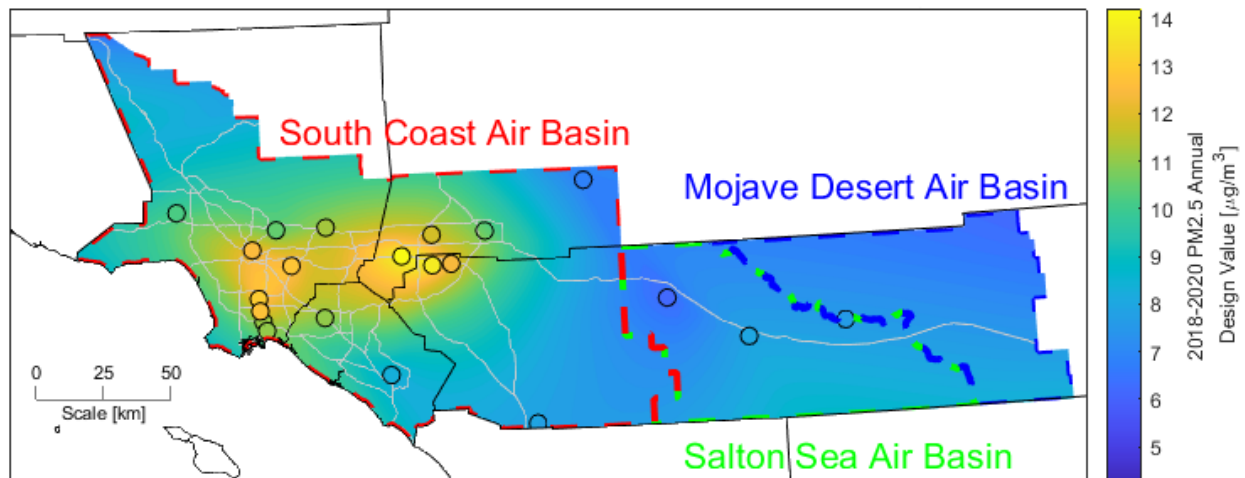 South Coast Air Basin
Mojave Desert Air Basin
Salton Sea Air Basin
0 25 50
Scale [km]
14
13
12
11
10
9
8
7
6
5
2018-2020 PM2.5 Annual
Design Value [μg/m³]